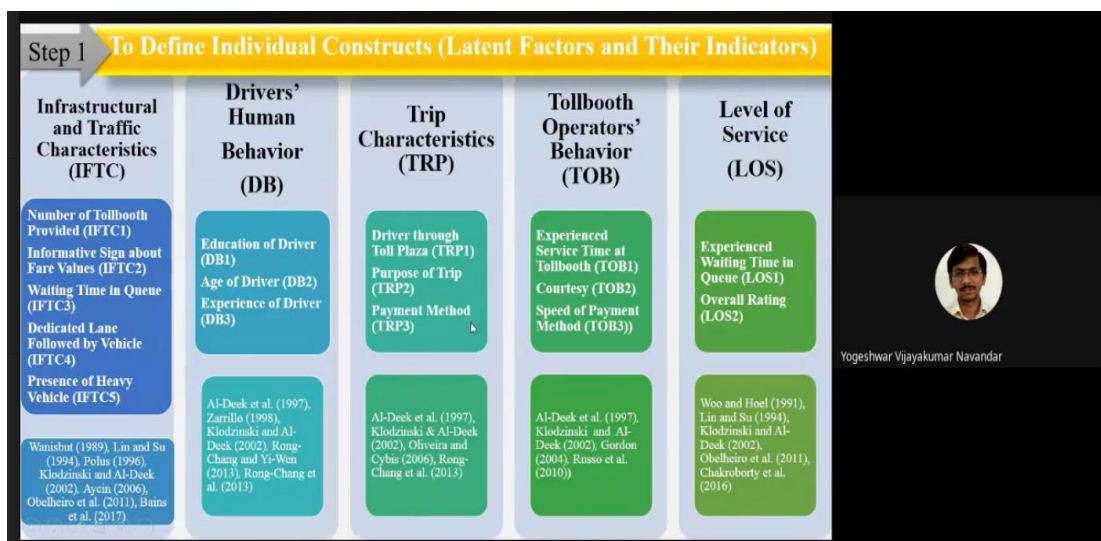 Step 1
To Define Individual Constructs (Latent Factors and Their Indicators)
Infrastructural
and Traffic
Characteristics
(IFTC)
Number of Tollbooth
Provided (IFTC1)
Informative Sign about
Fare Values (IFTC2)
Waiting Time in Queue
(IFTC3)
Dedicated Lane
Followed by Vehicle
(IFTC4)
Presence of Heavy
Vehicle (IFTC5)
Wanisbut (1989), Lin and Su
(1994), Polus (1996),
Klodzinski and Al-Deek
(2002), Aycin (2006),
Obelheiro et al. (2011), Bains
et al. (2017)
Drivers’
Human
Behavior
(DB)
Education of Driver
(DB1)
Age of Driver (DB2)
Experience of Driver
(DB3)
Al-Deek et al. (1997),
Zarrillo (1998),
Klodzinski and Al-
Deek (2002), Rong-
Chang and Yi-Wen
(2013), Rong-Chang et
al. (2013)
Trip
Characteristics
(TRP)
Driver through
Toll Plaza (TRP1)
Purpose of Trip
(TRP2)
Payment Method
(TRP3)
Al-Deek et al. (1997),
Klodzinski & Al-Deek
(2002), Oliveira and
Cybis (2006), Rong-
Chang et al. (2013)
Tollbooth
Operators’
Behavior
(TOB)
Experienced
Service Time at
Tollbooth (TOB1)
Courtesy (TOB2)
Speed of Payment
Method (TOB3))
Al-Deek et al. (1997),
Klodzinski and Al-
Deek (2002), Gordon
(2004), Russo et al.
(2010))
Level of
Service
(LOS)
Experienced
Waiting Time in
Queue (LOS1)
Overall Rating
(LOS2)
Woo and Hoel (1991),
Lin and Su (1994),
Klodzinski and Al-
Deek (2002),
Obelheiro et al. (2011),
Chakroborty et al.
(2016)
Yogeshwar Vijayakumar Navandar